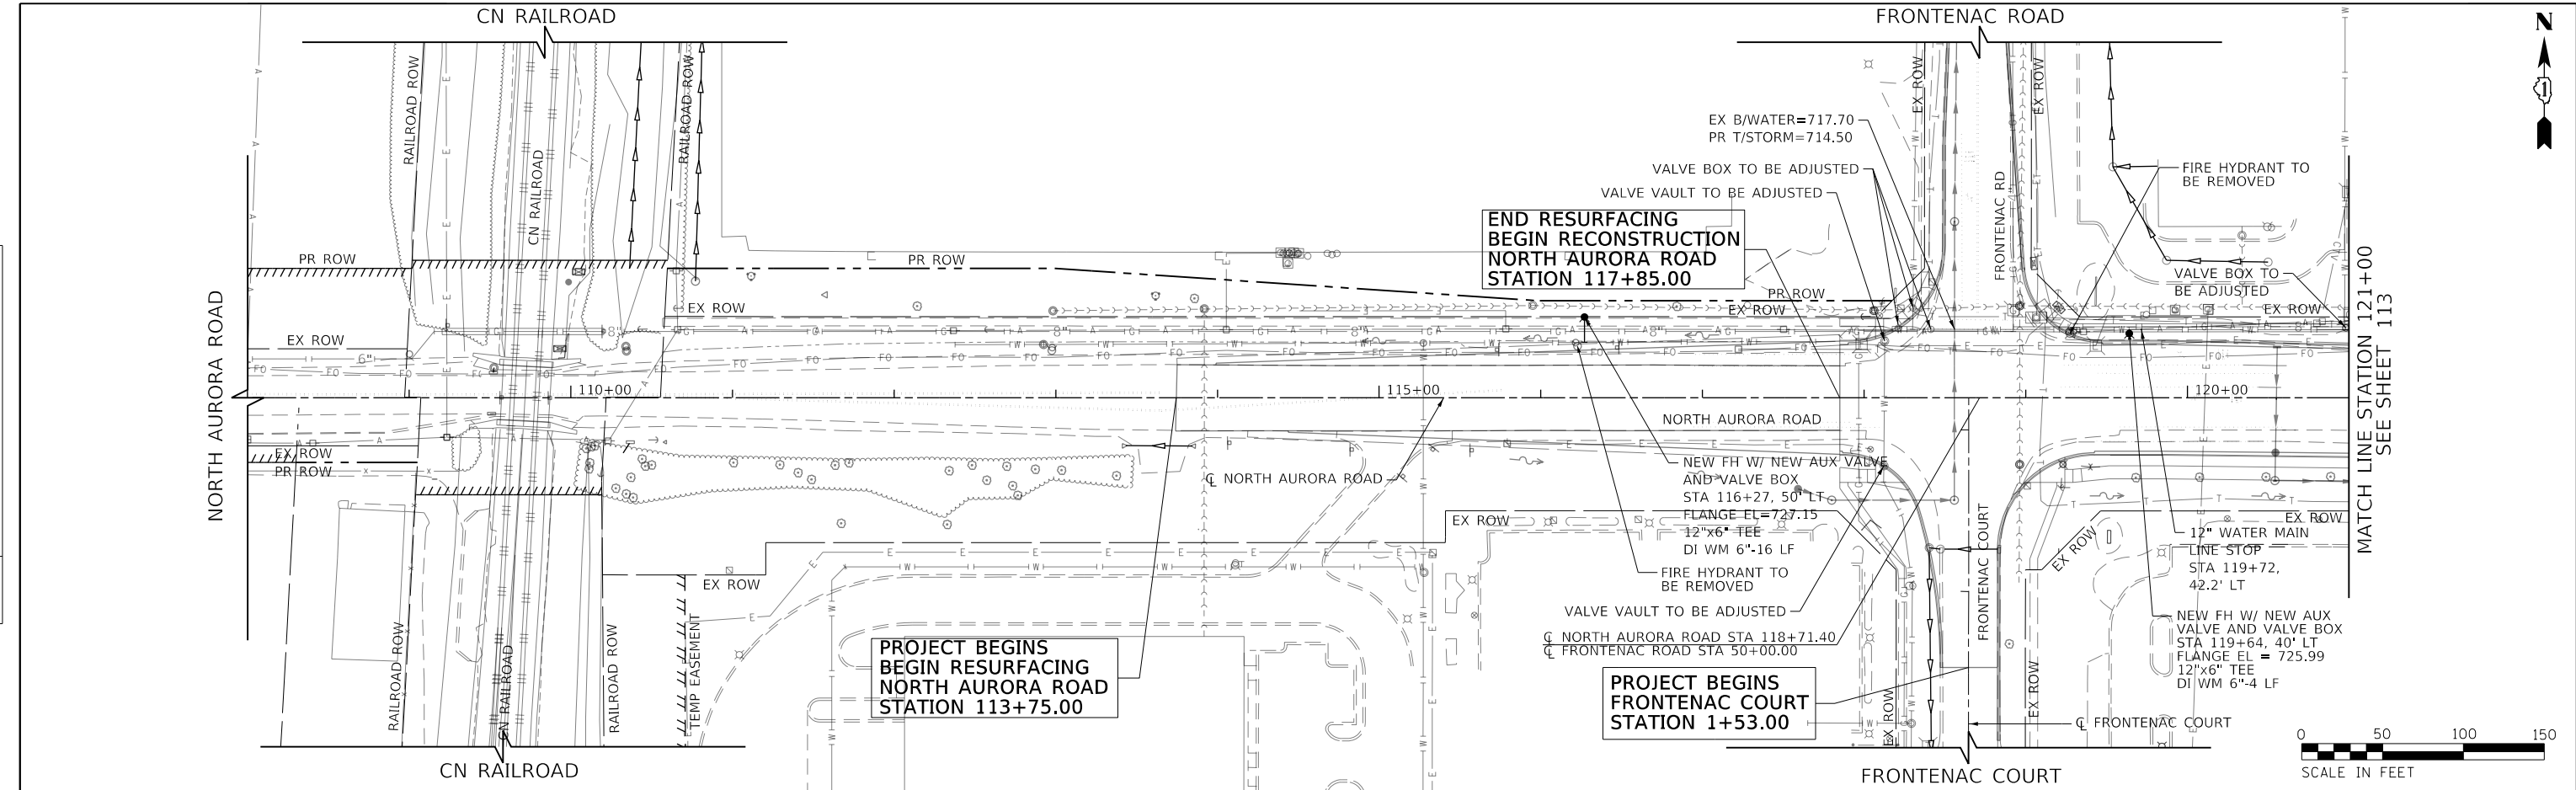 CN RAILROAD
FRONTENAC ROAD
N
1
RAILROAD ROW
CN RAILROAD
RAILROAD ROW
EX ROW
EX ROW
FRONTENAC RD
EX B/WATER=717.70
PR T/STORM=714.50
VALVE BOX TO BE ADJUSTED
VALVE VAULT TO BE ADJUSTED
FIRE HYDRANT TO
BE REMOVED
END RESURFACING
BEGIN RECONSTRUCTION
NORTH AURORA ROAD
STATION 117+85.00
VALVE BOX TO
BE ADJUSTED
PR ROW
PR ROW
PR ROW
EX ROW
EX ROW
EX ROW
EX ROW
8"
8"
8"
8"
6"
NORTH AURORA ROAD
MATCH LINE STATION 121+00
SEE SHEET 113
110+00
115+00
120+00
NORTH AURORA ROAD
EX ROW
PR ROW
℄ NORTH AURORA ROAD
NEW FH W/ NEW AUX VALVE
AND VALVE BOX
STA 116+27, 50' LT
FLANGE EL=727.15
12"x6" TEE
DI WM 6"-16 LF
EX ROW
EX ROW
EX ROW
EX ROW
12" WATER MAIN
LINE STOP
STA 119+72,
42.2' LT
FIRE HYDRANT TO
BE REMOVED
VALVE VAULT TO BE ADJUSTED
℄ NORTH AURORA ROAD STA 118+71.40
℄ FRONTENAC ROAD STA 50+00.00
NEW FH W/ NEW AUX
VALVE AND VALVE BOX
STA 119+64, 40' LT
FLANGE EL = 725.99
12"x6" TEE
DI WM 6"-4 LF
RAILROAD ROW
CN RAILROAD
RAILROAD ROW
TEMP EASEMENT
PROJECT BEGINS
BEGIN RESURFACING
NORTH AURORA ROAD
STATION 113+75.00
PROJECT BEGINS
FRONTENAC COURT
STATION 1+53.00
FRONTENAC COURT
EX ROW
EX ROW
℄ FRONTENAC COURT
CN RAILROAD
FRONTENAC COURT
0 50 100 150
SCALE IN FEET